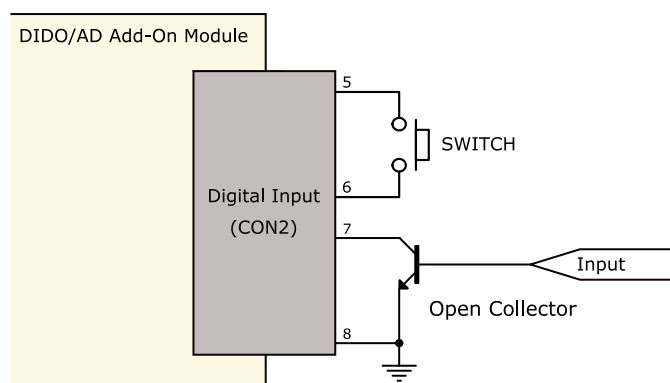 DIDO/AD Add-On Module
5
SWITCH
6
Digital Input
(CON2)
7
Input
Open Collector
8